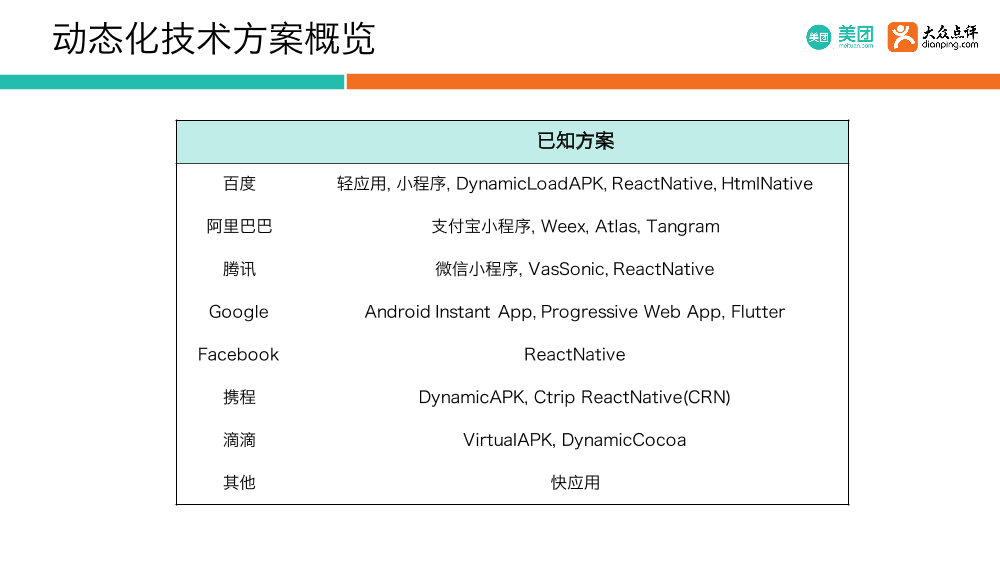 动态化技术方案概览
美团
美团
meituan.com
大众点评
dianping.com
已知方案
百度 轻应用, 小程序, DynamicLoadAPK, ReactNative, HtmlNative
阿里巴巴 支付宝小程序, Weex, Atlas, Tangram
腾讯 微信小程序, VasSonic, ReactNative
Google Android Instant App, Progressive Web App, Flutter
Facebook ReactNative
携程 DynamicAPK, Ctrip ReactNative(CRN)
滴滴 VirtualAPK, DynamicCocoa
其他 快应用